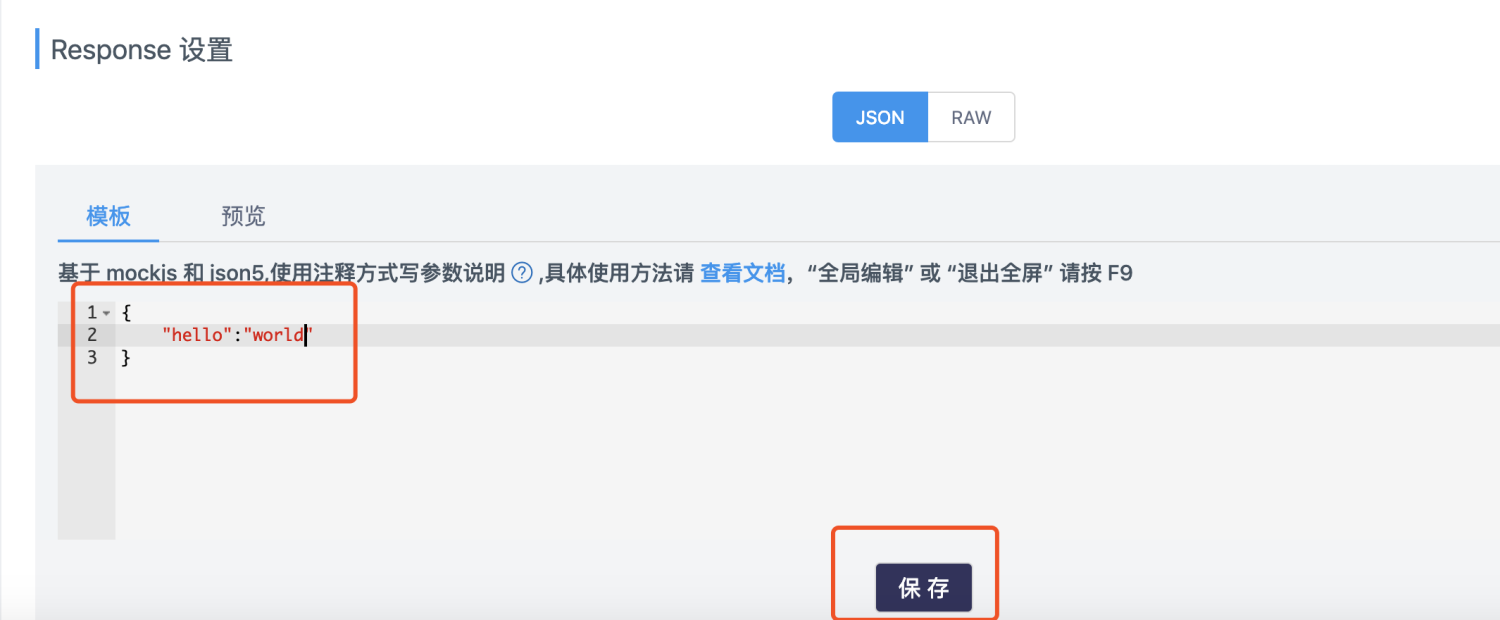 Response 设置
JSON RAW
模板 预览
基于 mockjs 和 json5,使用注释方式写参数说明 ? ,具体使用方法请 查看文档，“全局编辑” 或 “退出全屏” 请按 F9
1 {
2 "hello":"world"
3 }
保 存